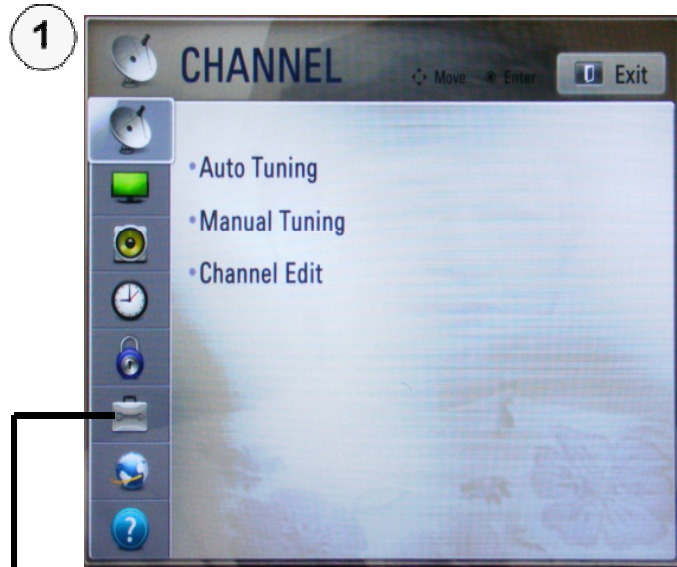 1
CHANNEL
Move Enter
Exit
Auto Tuning
Manual Tuning
Channel Edit
?